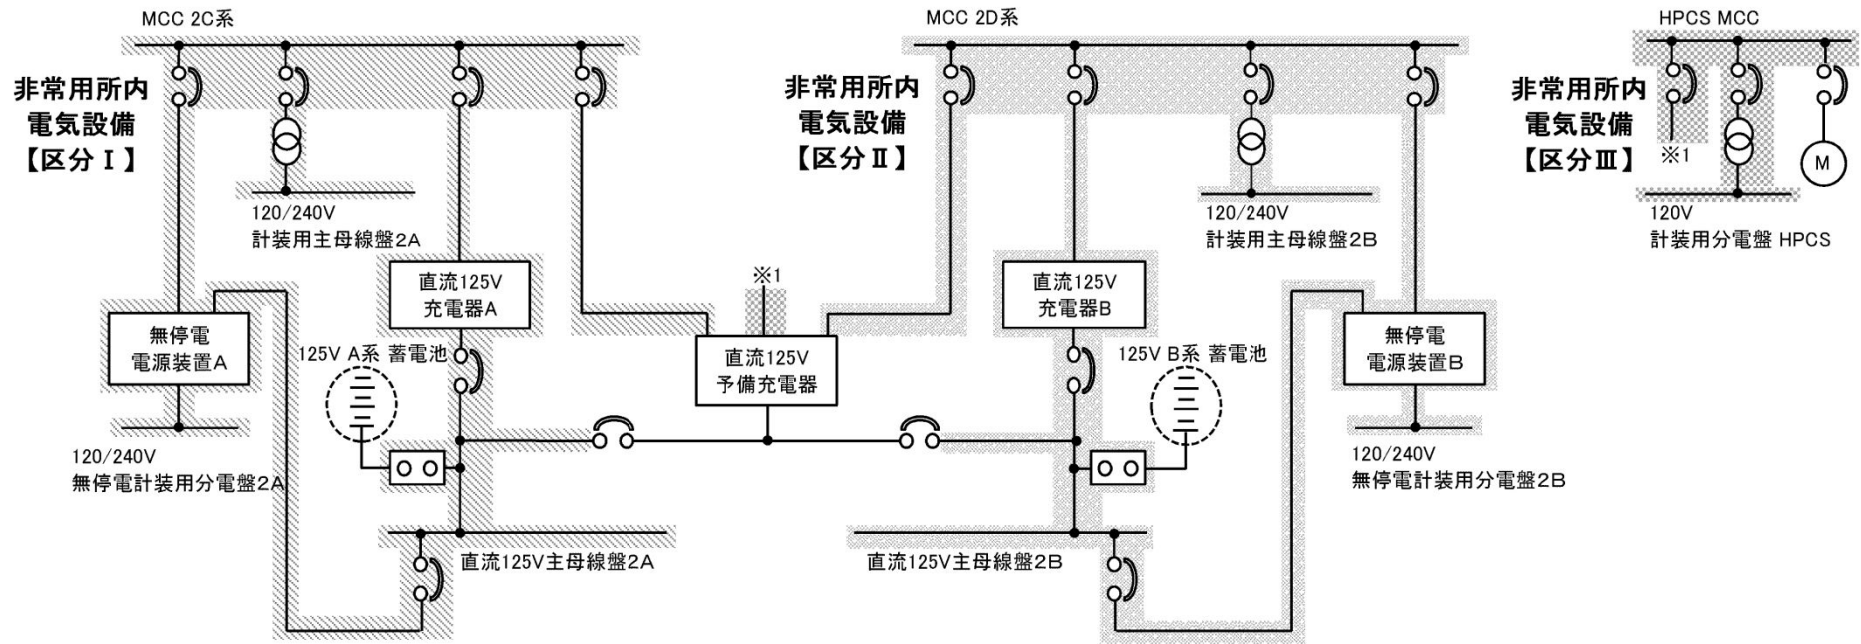 MCC 2C系
MCC 2D系
HPCS MCC
非常用所内
電気設備
【区分Ⅰ】
非常用所内
電気設備
【区分Ⅱ】
非常用所内
電気設備
【区分Ⅲ】
※1
M
120/240V
計装用主母線盤2A
120/240V
計装用主母線盤2B
120V
計装用分電盤 HPCS
直流125V
充電器A
※1
直流125V
充電器B
無停電
電源装置A
125V A系 蓄電池
直流125V
予備充電器
125V B系 蓄電池
無停電
電源装置B
120/240V
無停電計装用分電盤2A
120/240V
無停電計装用分電盤2B
直流125V主母線盤2A
直流125V主母線盤2B